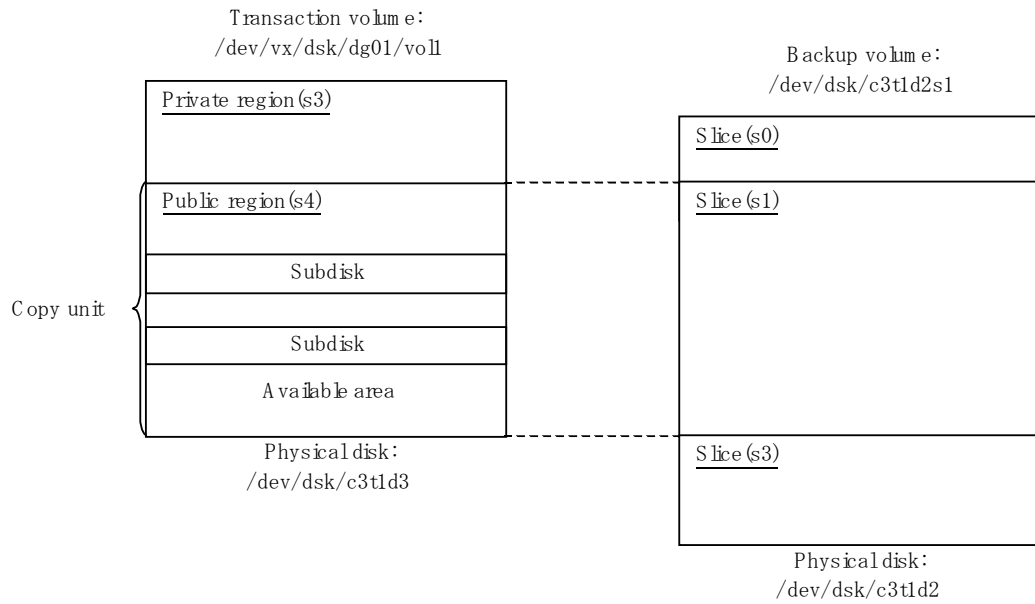 Transaction volume:
/dev/vx/dsk/dg01/vol1
Private region(s3)
Public region(s4)
Subdisk
Subdisk
Available area
Copy unit
Physical disk:
/dev/dsk/c3t1d3
Backup volume:
/dev/dsk/c3t1d2s1
Slice(s0)
Slice(s1)
Slice(s3)
Physical disk:
/dev/dsk/c3t1d2